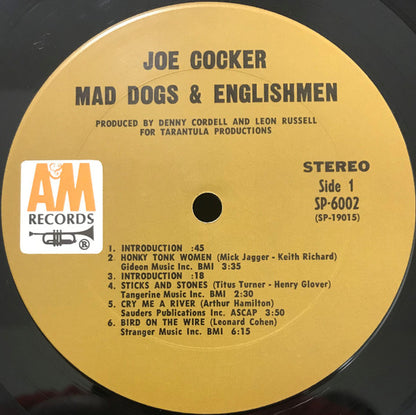 JOE COCKER
MAD DOGS & ENGLISHMEN
PRODUCED BY DENNY CORDELL AND LEON RUSSELL
FOR TARANTULA PRODUCTIONS
A&M
RECORDS
®
STEREO
Side 1
SP-6002
(SP-19015)
1. INTRODUCTION :45
2. HONKY TONK WOMEN (Mick Jagger - Keith Richard)
Gideon Music Inc. BMI 3:35
3. INTRODUCTION :18
4. STICKS AND STONES (Titus Turner - Henry Glover)
Tangerine Music Inc. BMI 2:30
5. CRY ME A RIVER (Arthur Hamilton)
Sauders Publications Inc. ASCAP 3:50
6. BIRD ON THE WIRE (Leonard Cohen)
Stranger Music Inc. BMI 6:15